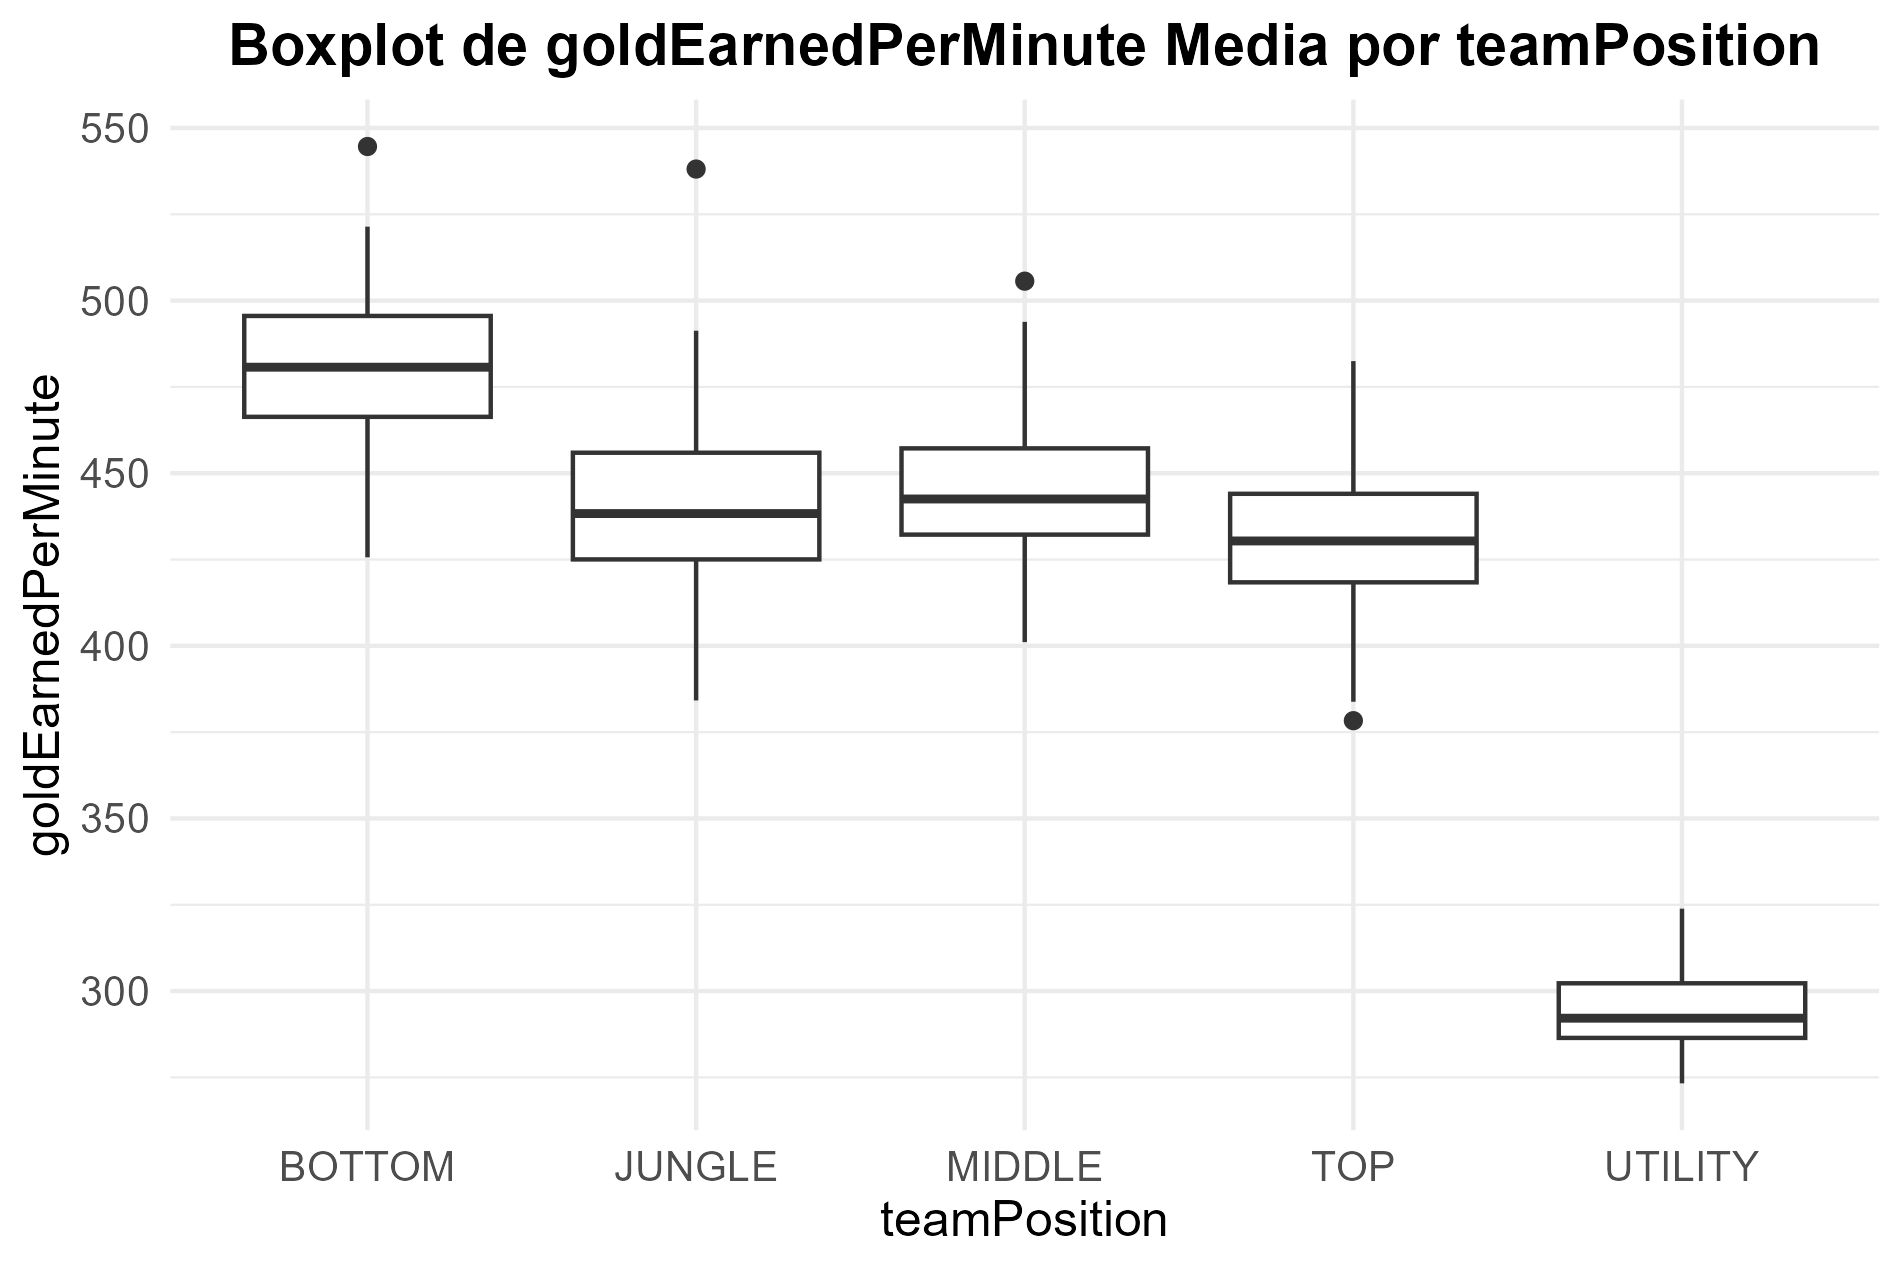 Boxplot de goldEarnedPerMinute Media por teamPosition
goldEarnedPerMinute
550
500
450
400
350
300
BOTTOM JUNGLE MIDDLE TOP UTILITY
teamPosition